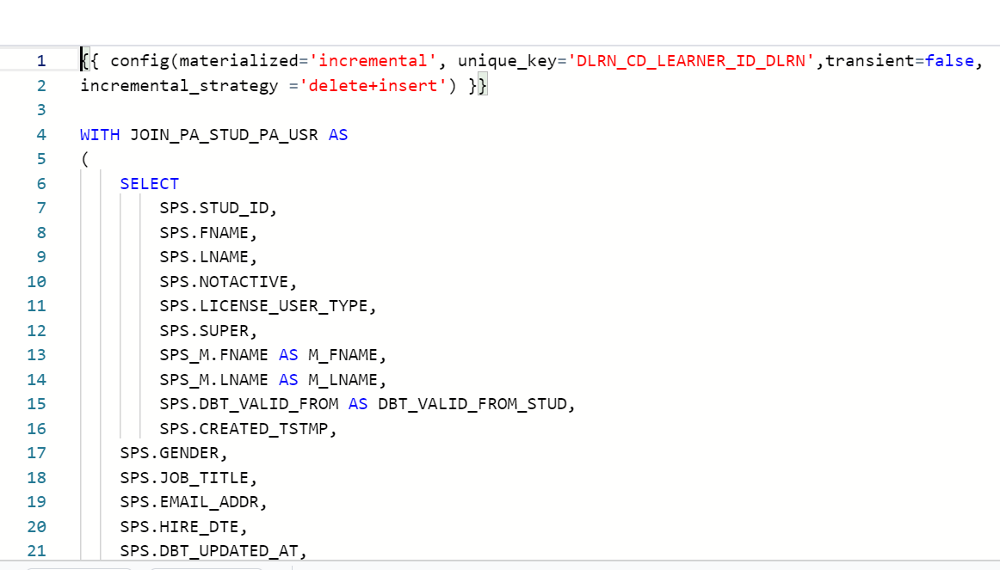 1 {{ config(materialized='incremental', unique_key='DLRN_CD_LEARNER_ID_DLRN',transient=false,
2 incremental_strategy ='delete+insert') }}
3
4 WITH JOIN_PA_STUD_PA_USR AS
5 (
6 SELECT
7 SPS.STUD_ID,
8 SPS.FNAME,
9 SPS.LNAME,
10 SPS.NOTACTIVE,
11 SPS.LICENSE_USER_TYPE,
12 SPS.SUPER,
13 SPS_M.FNAME AS M_FNAME,
14 SPS_M.LNAME AS M_LNAME,
15 SPS.DBT_VALID_FROM AS DBT_VALID_FROM_STUD,
16 SPS.CREATED_TSTMP,
17 SPS.GENDER,
18 SPS.JOB_TITLE,
19 SPS.EMAIL_ADDR,
20 SPS.HIRE_DTE,
21 SPS.DBT_UPDATED_AT,